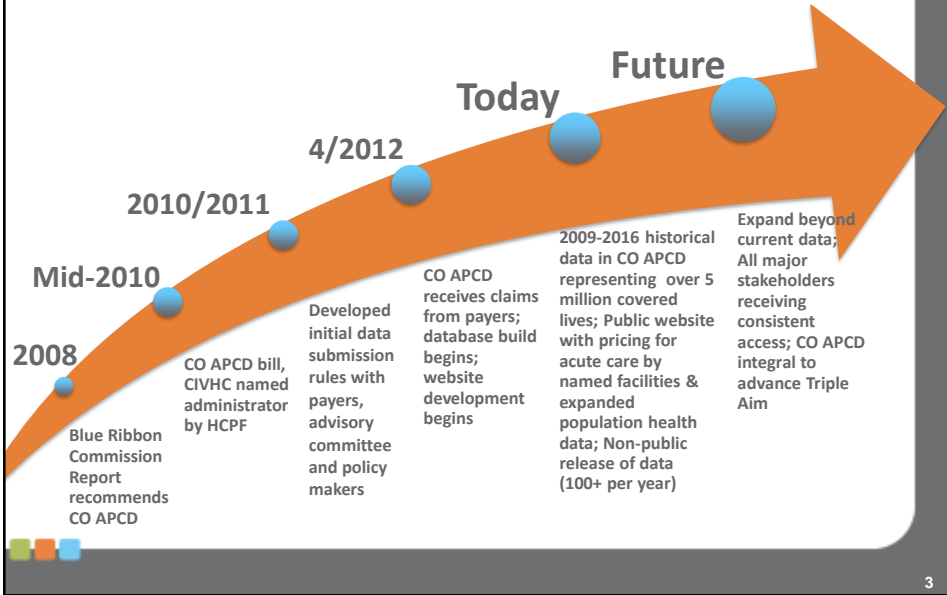 2008
Blue Ribbon
Commission
Report
recommends
CO APCD
Mid-2010
CO APCD bill,
CIVHC named
administrator
by HCPF
2010/2011
Developed
initial data
submission
rules with
payers,
advisory
committee
and policy
makers
4/2012
CO APCD
receives claims
from payers;
database build
begins;
website
development
begins
Today
2009-2016 historical
data in CO APCD
representing over 5
million covered
lives; Public website
with pricing for
acute care by
named facilities &
expanded
population health
data; Non-public
release of data
(100+ per year)
Future
Expand beyond
current data;
All major
stakeholders
receiving
consistent
access; CO APCD
integral to
advance Triple
Aim
3